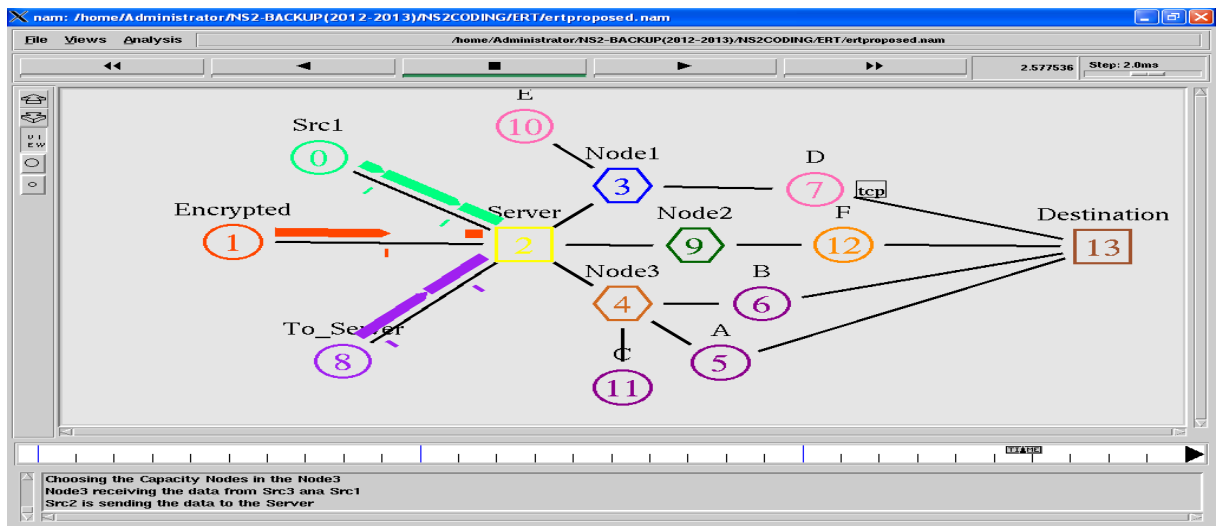 nam: /home/Administrator/NS2-BACKUP(2012-2013)/NS2CODING/ERT/ertproposed.nam
File Views Analysis /home/Administrator/NS2-BACKUP(2012-2013)/NS2CODING/ERT/ertproposed.nam
2.577536 Step: 2.0ms
E
10
Src1
0
Node1
3
D
7
tcp
Encrypted
1
Server
2
Node2
9
F
12
Destination
13
Node3
4
B
6
To_Server
8
A
5
C
11
VIEW
Choosing the Capacity Nodes in the Node3
Node3 receiving the data from Src3 ana Src1
Src2 is sending the data to the Server